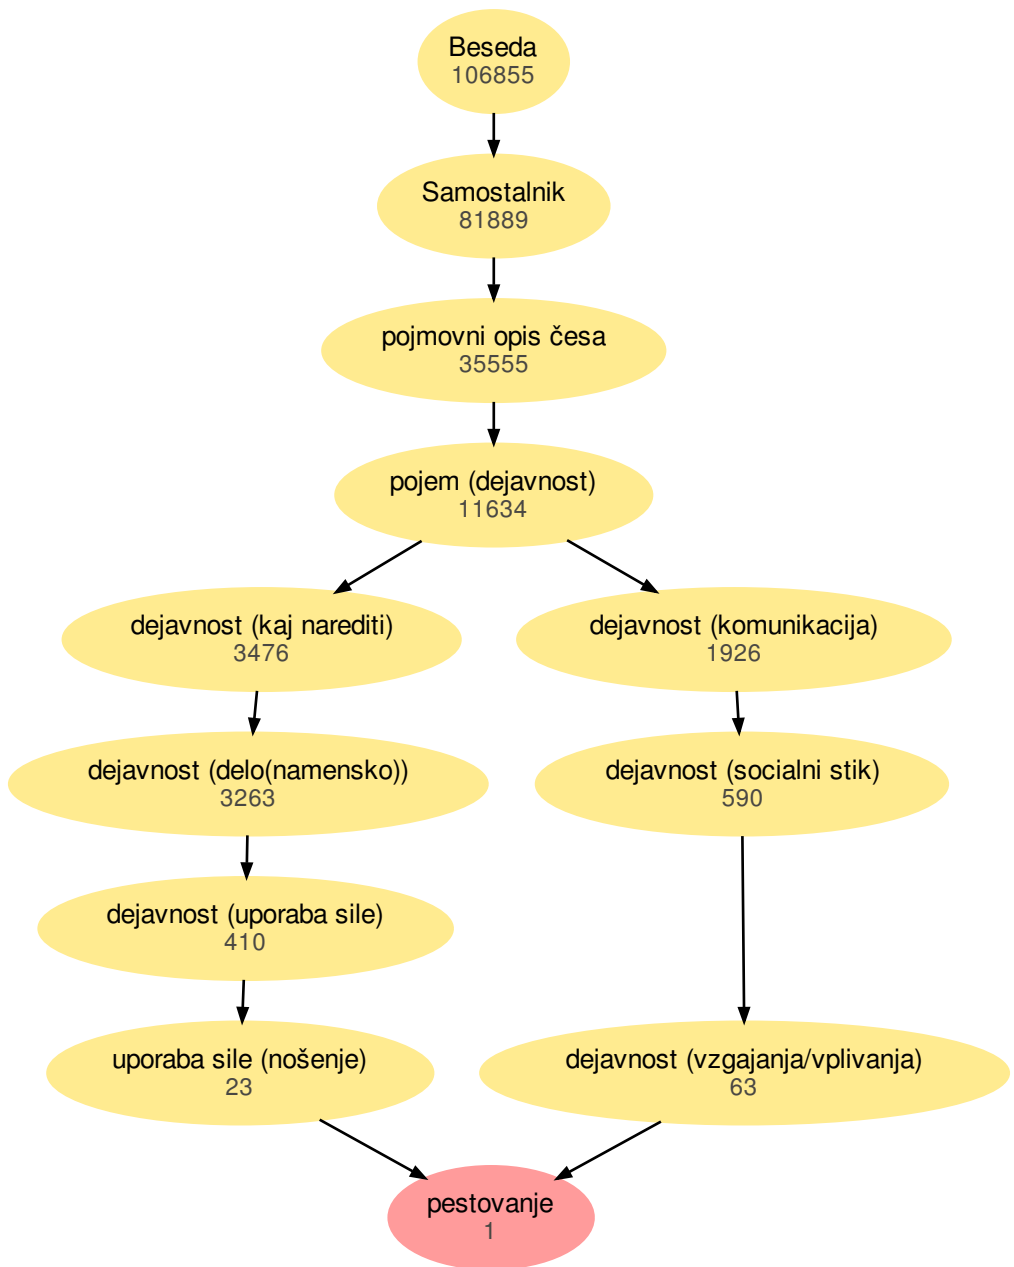 Beseda
106855
Samostalnik
81889
pojmovni opis česa
35555
pojem (dejavnost)
11634
dejavnost (kaj narediti)
3476
dejavnost (komunikacija)
1926
dejavnost (delo(namensko))
3263
dejavnost (socialni stik)
590
dejavnost (uporaba sile)
410
uporaba sile (nošenje)
23
dejavnost (vzgajanja/vplivanja)
63
pestovanje
1